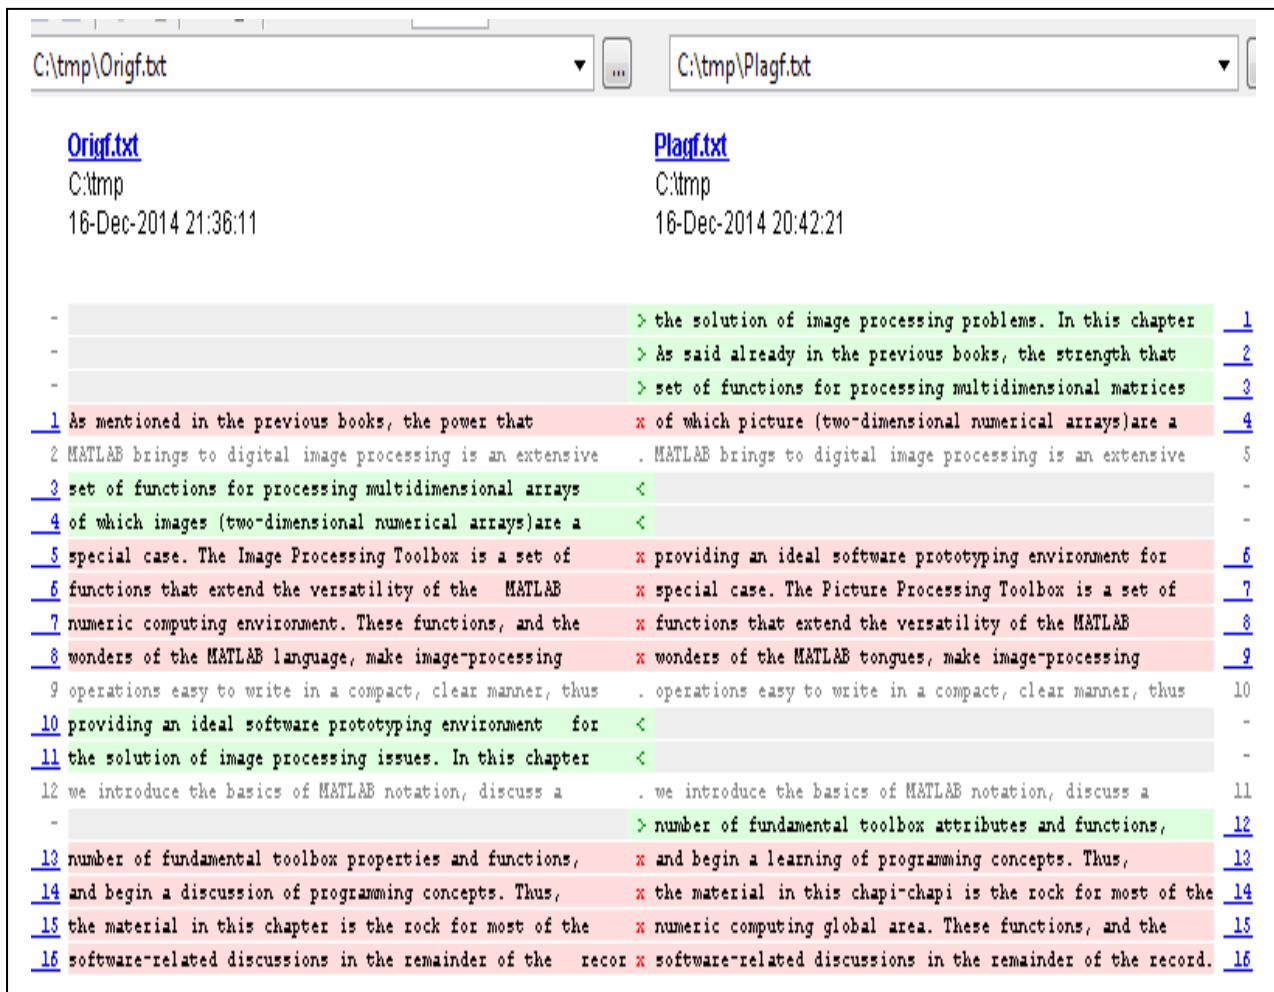 C:\tmp\Origf.txt ... C:\tmp\Plagf.txt
Origf.txt Plagf.txt
C:\tmp C:\tmp
16-Dec-2014 21:36:11 16-Dec-2014 20:42:21
- > the solution of image processing problems. In this chapter 1
- > As said already in the previous books, the strength that 2
- > set of functions for processing multidimensional matrices 3
1 As mentioned in the previous books, the power that x of which picture (two-dimensional numerical arrays)are a 4
2 MATLAB brings to digital image processing is an extensive . MATLAB brings to digital image processing is an extensive 5
3 set of functions for processing multidimensional arrays < -
4 of which images (two-dimensional numerical arrays)are a < -
5 special case. The Image Processing Toolbox is a set of x providing an ideal software prototyping environment for 6
6 functions that extend the versatility of the MATLAB x special case. The Picture Processing Toolbox is a set of 7
7 numeric computing environment. These functions, and the x functions that extend the versatility of the MATLAB 8
8 wonders of the MATLAB language, make image-processing x wonders of the MATLAB tongues, make image-processing 9
9 operations easy to write in a compact, clear manner, thus . operations easy to write in a compact, clear manner, thus 10
10 providing an ideal software prototyping environment for < -
11 the solution of image processing issues. In this chapter < -
12 we introduce the basics of MATLAB notation, discuss a . we introduce the basics of MATLAB notation, discuss a 11
- > number of fundamental toolbox attributes and functions, 12
13 number of fundamental toolbox properties and functions, x and begin a learning of programming concepts. Thus, 13
14 and begin a discussion of programming concepts. Thus, x the material in this chapi-chapi is the rock for most of the 14
15 the material in this chapter is the rock for most of the x numeric computing global area. These functions, and the 15
16 software-related discussions in the remainder of the recor x software-related discussions in the remainder of the record. 16